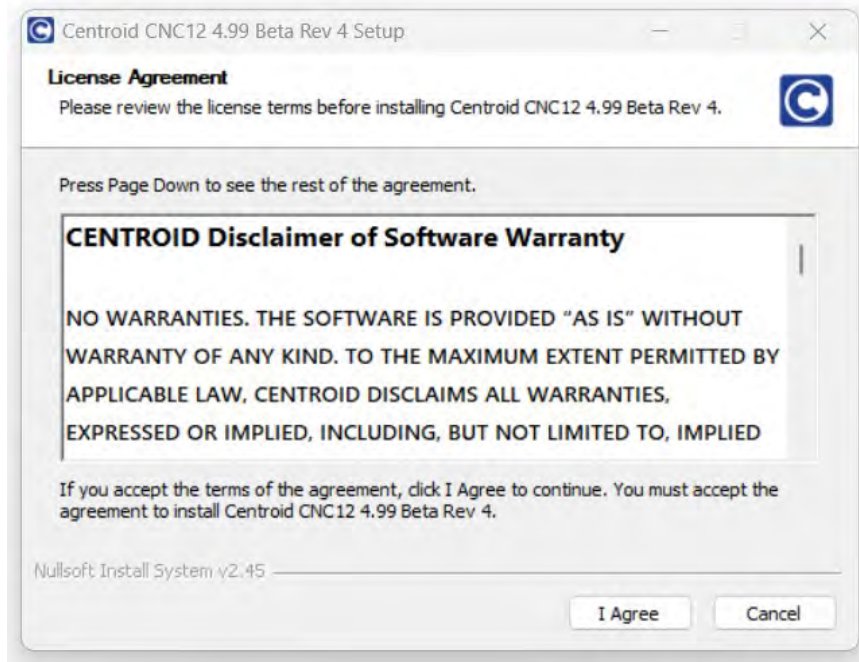 Centroid CNC12 4.99 Beta Rev 4 Setup
License Agreement
Please review the license terms before installing Centroid CNC12 4.99 Beta Rev 4.
Press Page Down to see the rest of the agreement.
CENTROID Disclaimer of Software Warranty
NO WARRANTIES. THE SOFTWARE IS PROVIDED “AS IS” WITHOUT
WARRANTY OF ANY KIND. TO THE MAXIMUM EXTENT PERMITTED BY
APPLICABLE LAW, CENTROID DISCLAIMS ALL WARRANTIES,
EXPRESSED OR IMPLIED, INCLUDING, BUT NOT LIMITED TO, IMPLIED
If you accept the terms of the agreement, click I Agree to continue. You must accept the
agreement to install Centroid CNC12 4.99 Beta Rev 4.
Nullsoft Install System v2.45
I Agree Cancel